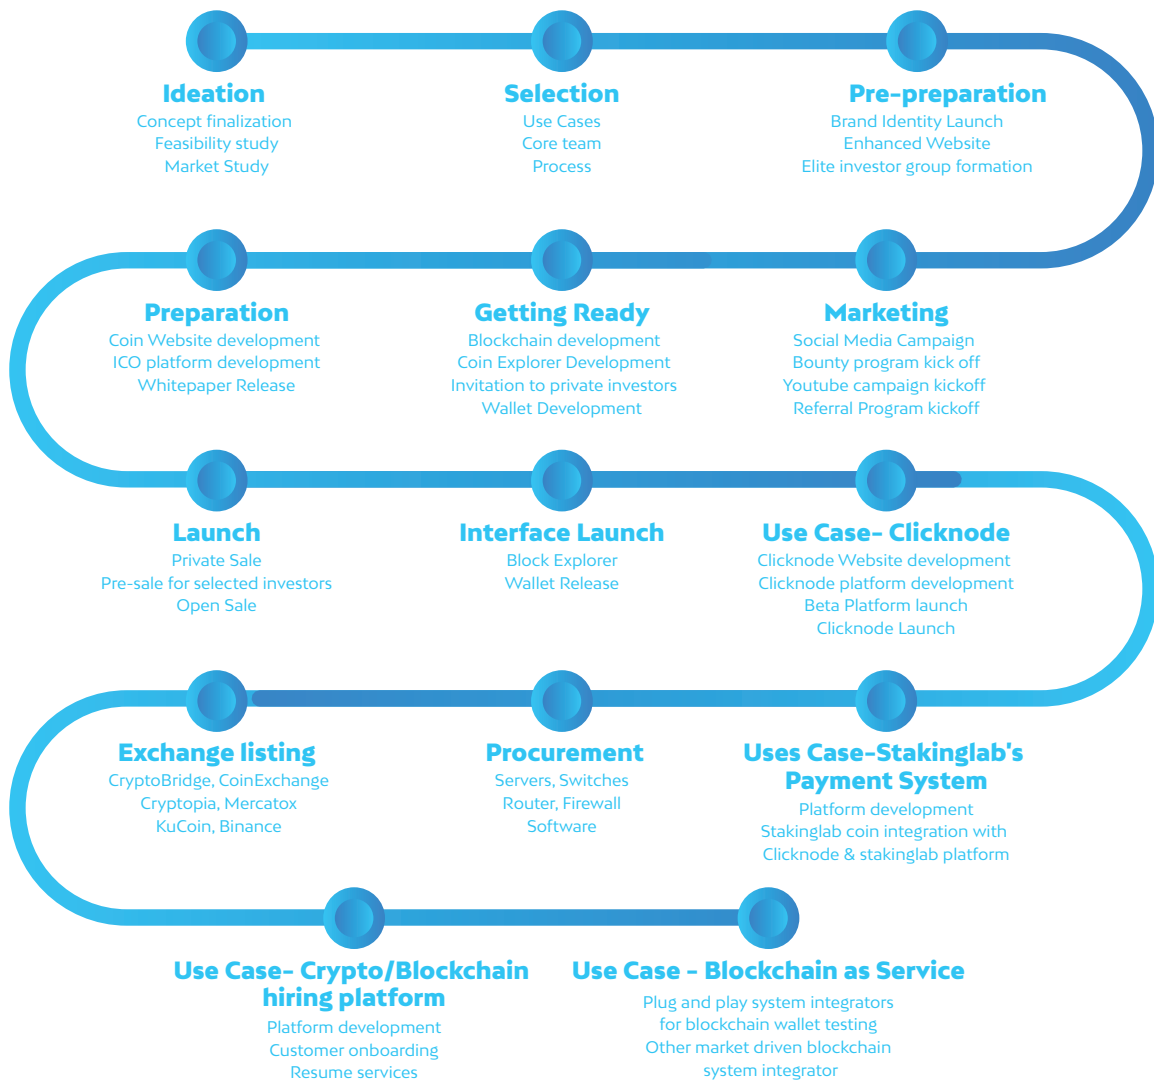 Ideation
Concept finalization
Feasibility study
Market Study
Selection
Use Cases
Core team
Process
Pre-preparation
Brand Identity Launch
Enhanced Website
Elite investor group formation
Preparation
Coin Website development
ICO platform development
Whitepaper Release
Getting Ready
Blockchain development
Coin Explorer Development
Invitation to private investors
Wallet Development
Marketing
Social Media Campaign
Bounty program kick off
Youtube campaign kickoff
Referral Program kickoff
Launch
Private Sale
Pre-sale for selected investors
Open Sale
Interface Launch
Block Explorer
Wallet Release
Use Case- Clicknode
Clicknode Website development
Clicknode platform development
Beta Platform launch
Clicknode Launch
Exchange listing
CryptoBridge, CoinExchange
Cryptopia, Mercatox
KuCoin, Binance
Procurement
Servers, Switches
Router, Firewall
Software
Uses Case-Stakinglab's
Payment System
Platform development
Stakinglab coin integration with
Clicknode & stakinglab platform
Use Case- Crypto/Blockchain
hiring platform
Platform development
Customer onboarding
Resume services
Use Case - Blockchain as Service
Plug and play system integrators
for blockchain wallet testing
Other market driven blockchain
system integrator